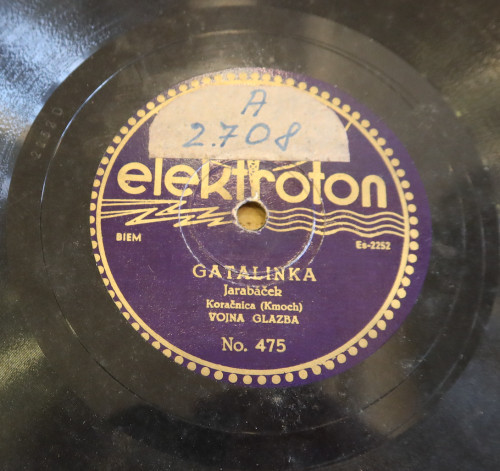 A
2.708
elektroton
BIEM
Es-2252
GATALINKA
Jarabáček
Koračnica (Kmoch)
VOJNA GLAZBA
No. 475